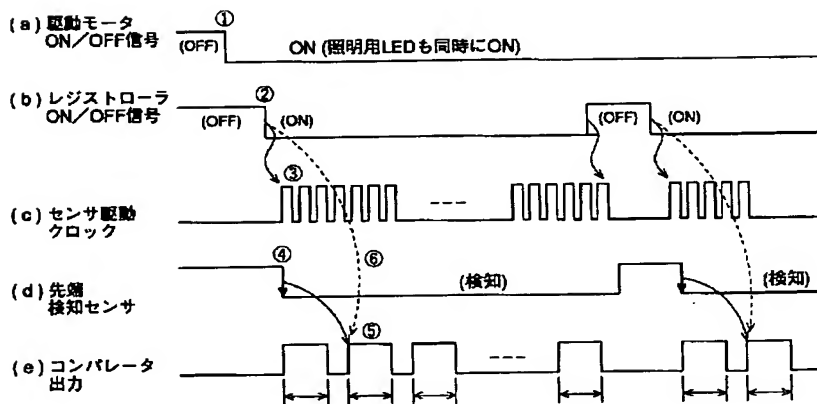 (a) 駆動モータ
ON/OFF信号
①
(OFF)
ON (照明用LEDも同時にON)
(b) レジストローラ
ON/OFF信号
②
(OFF)
(ON)
(OFF)
(ON)
③
(c) センサ駆動
クロック
④
⑥
(d) 先端
検知センサ
(検知)
(検知)
⑤
(e) コンパレータ
出力